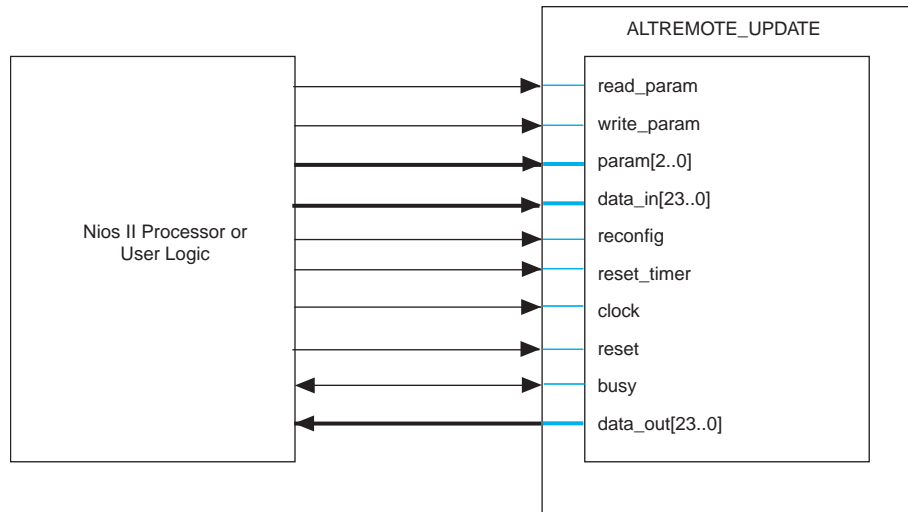 ALTREMOTE_UPDATE
Nios II Processor or
User Logic
read_param
write_param
param[2..0]
data_in[23..0]
reconfig
reset_timer
clock
reset
busy
data_out[23..0]